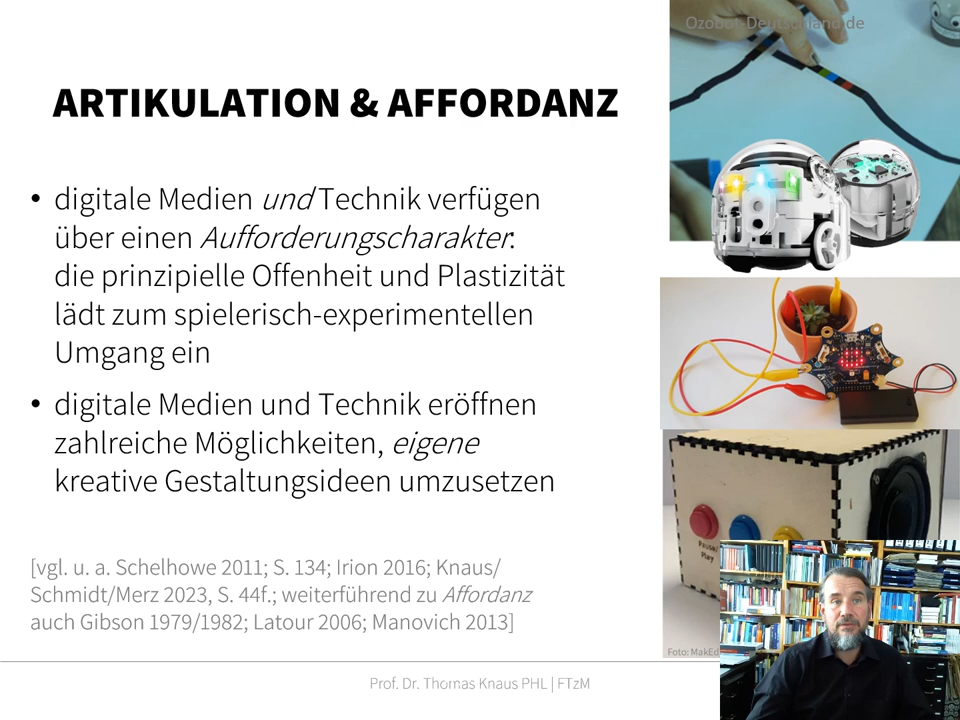 Ozobot-Deutschland.de
ARTIKULATION & AFFORDANZ
• digitale Medien und Technik verfügen
über einen Aufforderungscharakter:
die prinzipielle Offenheit und Plastizität
lädt zum spielerisch-experimentellen
Umgang ein
• digitale Medien und Technik eröffnen
zahlreiche Möglichkeiten, eigene
kreative Gestaltungsideen umzusetzen
[vgl. u. a. Schelhowe 2011; S. 134; Irion 2016; Knaus/
Schmidt/Merz 2023, S. 44f.; weiterführend zu Affordanz
auch Gibson 1979/1982; Latour 2006; Manovich 2013]
Pause/
Play
Foto: MakEd
Prof. Dr. Thomas Knaus PHL | FTzM